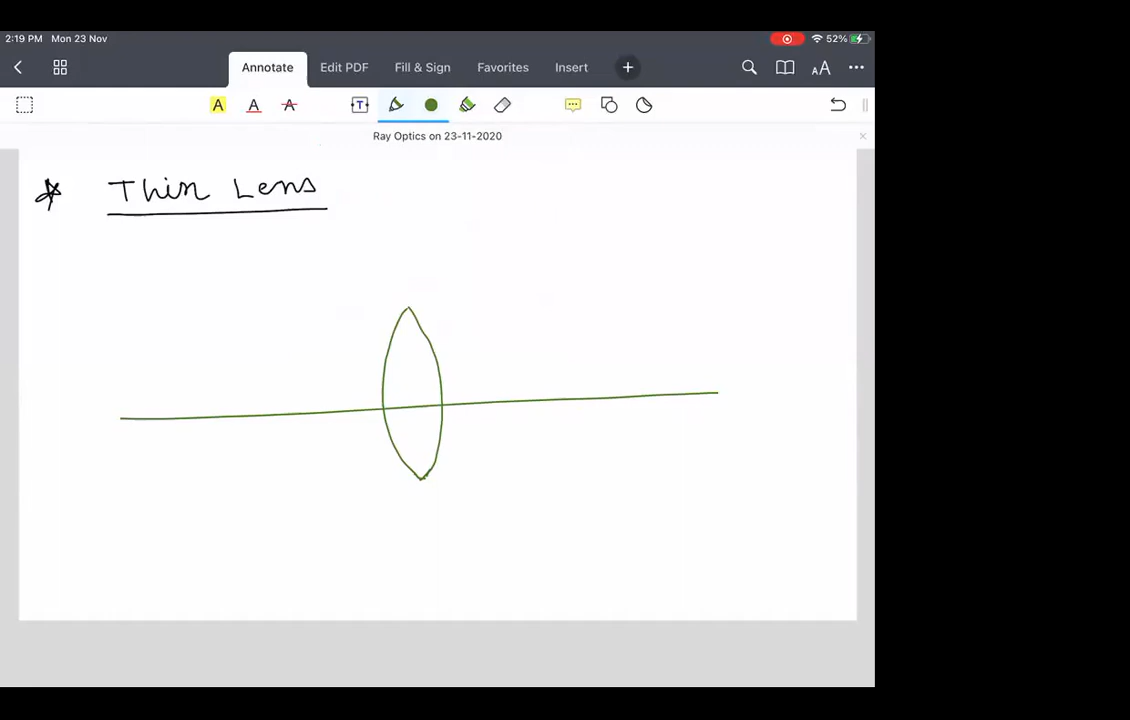 2:19 PM Mon 23 Nov 52%
Annotate Edit PDF Fill & Sign Favorites Insert
A A A T
Ray Optics on 23-11-2020
Thin Lens